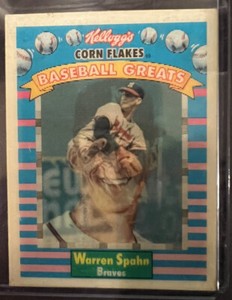 Kellogg's
CORN FLAKES
BASEBALL GREATS
Warren Spahn
Braves